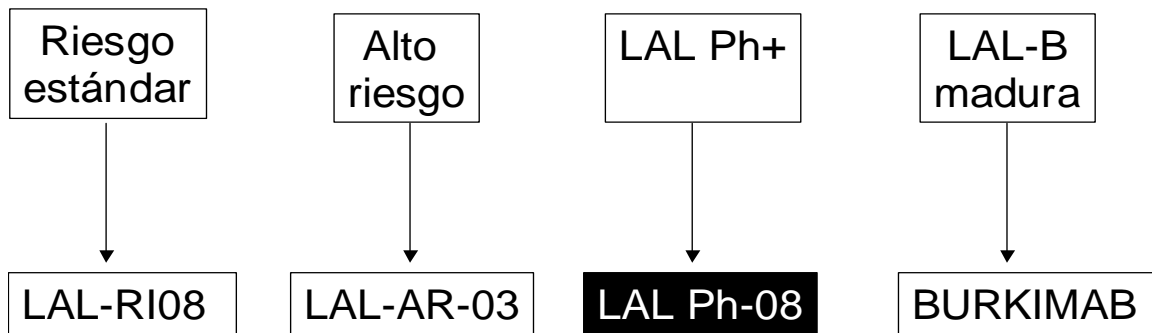 Riesgo
estándar
Alto
riesgo
LAL Ph+
LAL-B
madura
LAL-RI08
LAL-AR-03
LAL Ph-08
BURKIMAB